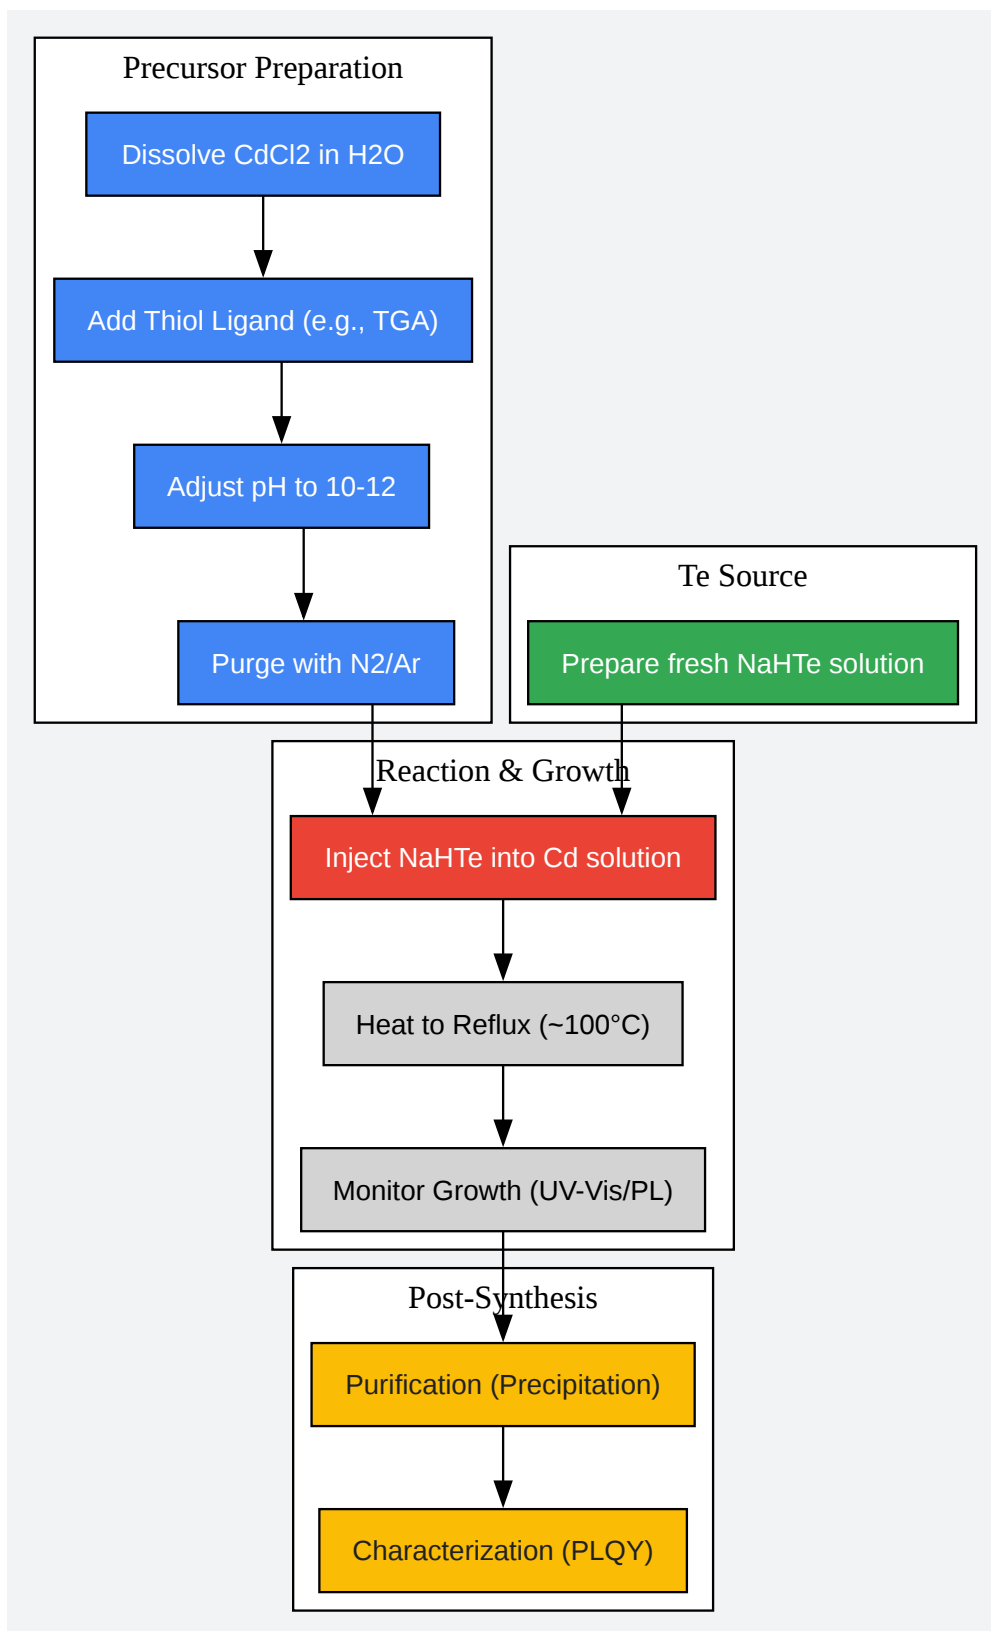 Precursor Preparation
Dissolve CdCl2 in H2O
Add Thiol Ligand (e.g., TGA)
Adjust pH to 10-12
Purge with N2/Ar
Te Source
Prepare fresh NaHTe solution
Reaction & Growth
Inject NaHTe into Cd solution
Heat to Reflux (~100°C)
Monitor Growth (UV-Vis/PL)
Post-Synthesis
Purification (Precipitation)
Characterization (PLQY)